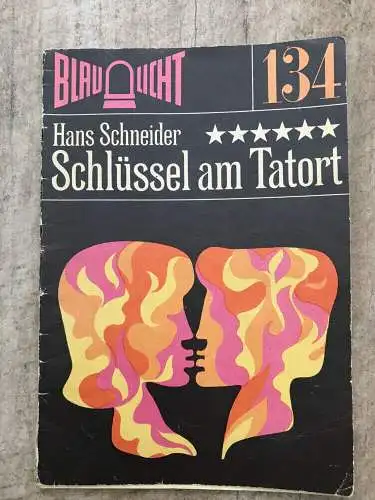 BLAULICHT
134
Hans Schneider
Schlüssel am Tatort